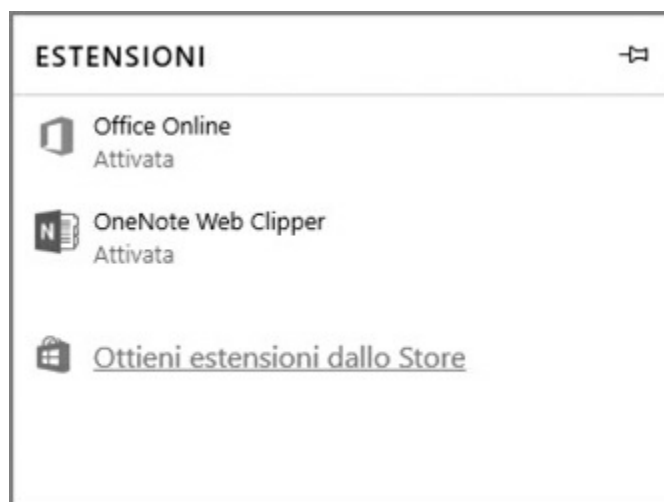 ESTENSIONI
Office Online
Attivata
OneNote Web Clipper
Attivata
Ottieni estensioni dallo Store